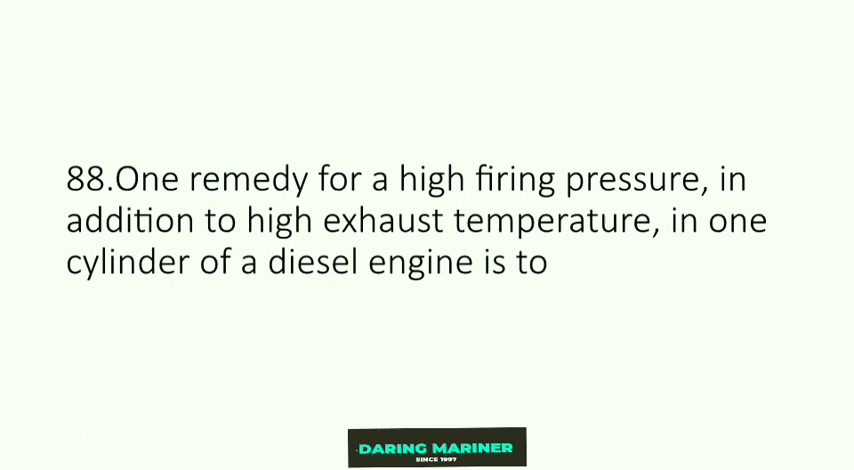 88.One remedy for a high firing pressure, in
addition to high exhaust temperature, in one
cylinder of a diesel engine is to
DARING MARINER
SINCE 1997